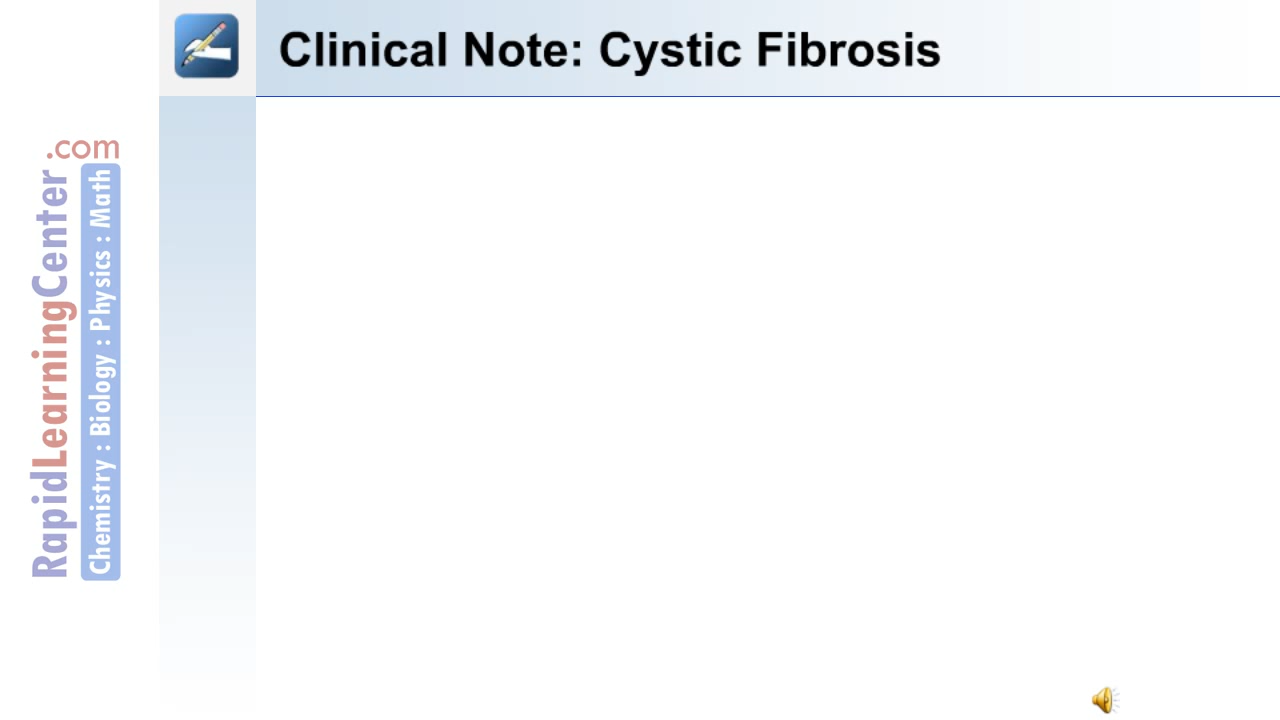 Clinical Note: Cystic Fibrosis
RapidLearningCenter
.com
Chemistry : Biology : Physics : Math